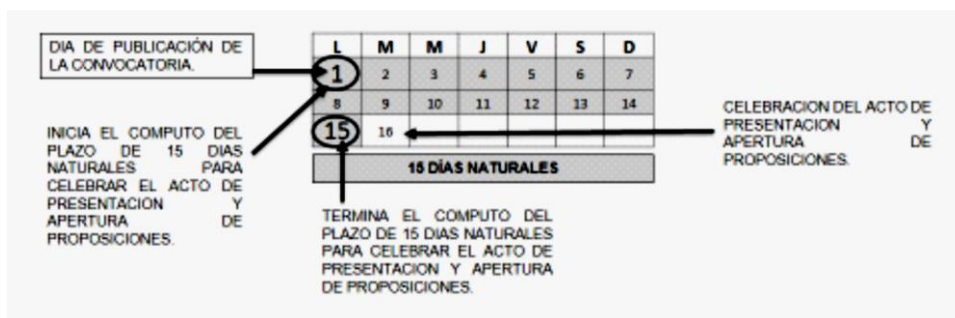 DIA DE PUBLICACIÓN DE
LA CONVOCATORIA.
L M M J V S D
1 2 3 4 5 6 7
8 9 10 11 12 13 14
15 16
15 DÍAS NATURALES
INICIA EL COMPUTO DEL
PLAZO DE 15 DIAS
NATURALES PARA
CELEBRAR EL ACTO DE
PRESENTACION Y
APERTURA DE
PROPOSICIONES.
TERMINA EL COMPUTO DEL
PLAZO DE 15 DIAS NATURALES
PARA CELEBRAR EL ACTO DE
PRESENTACION Y APERTURA
DE PROPOSICIONES.
CELEBRACION DEL ACTO DE
PRESENTACION Y
APERTURA DE
PROPOSICIONES.